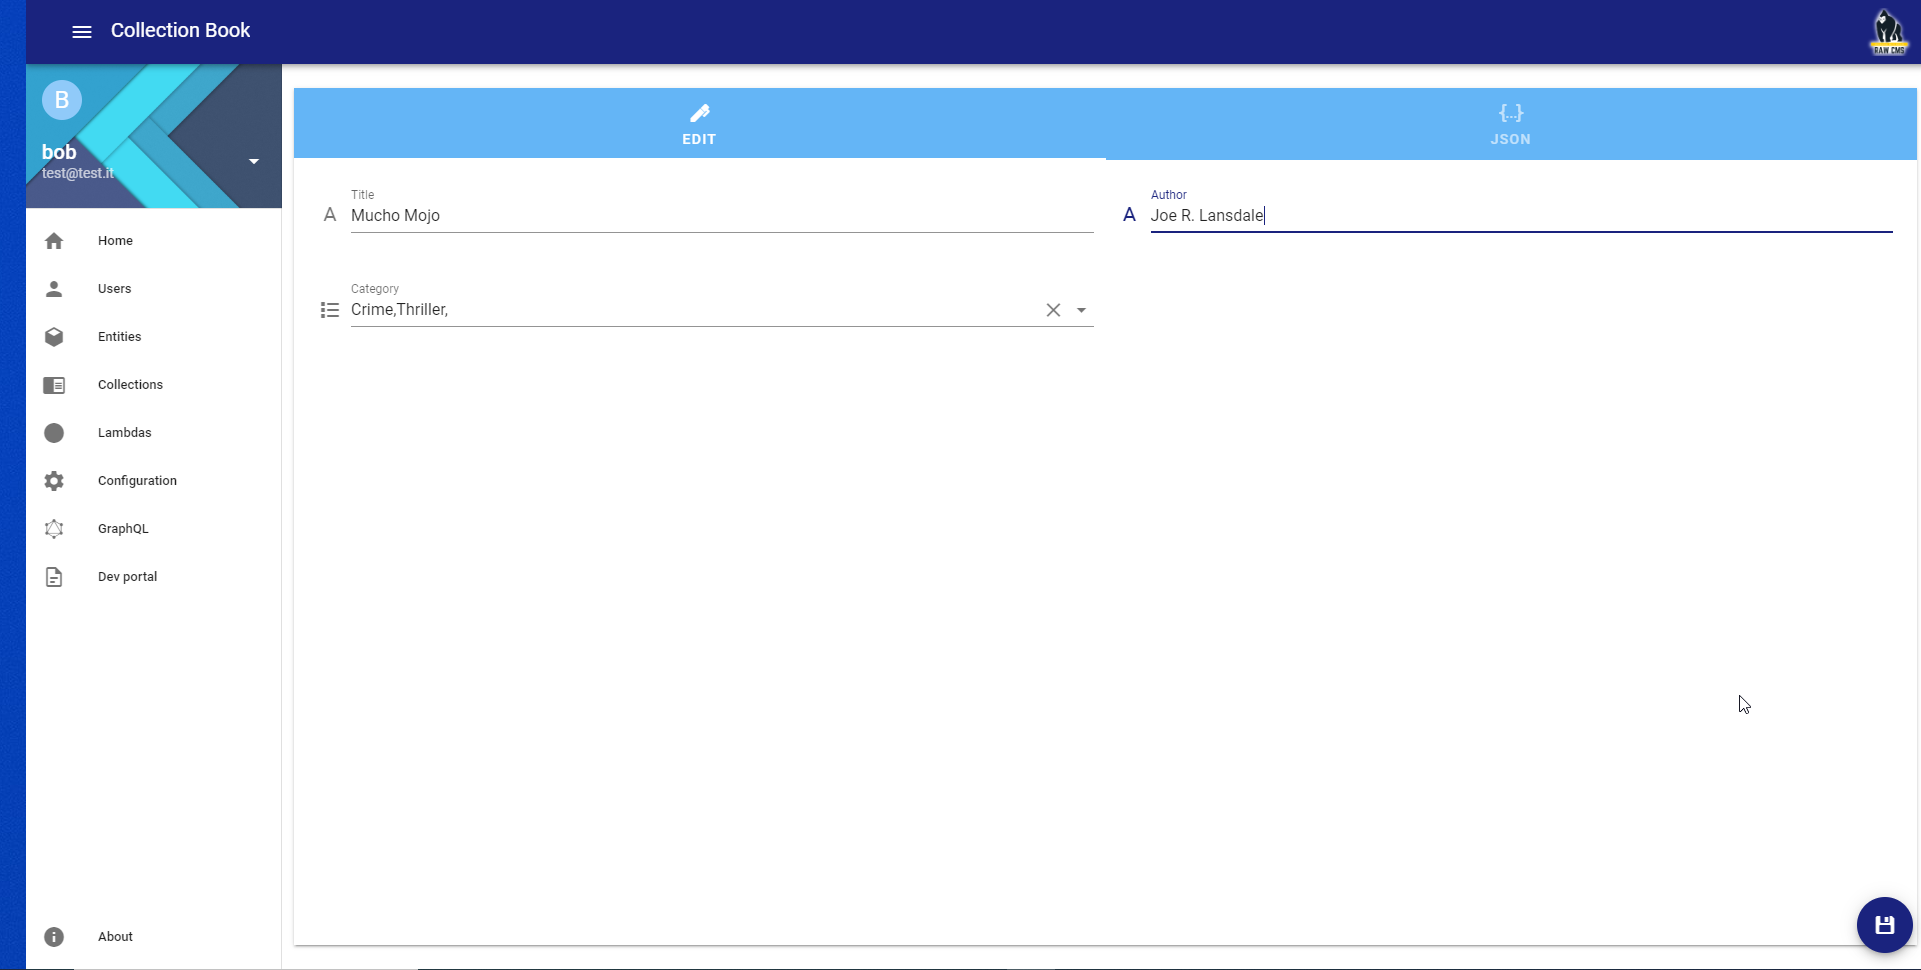 Collection Book
RAW CMS
B
bob
test@test.it
Home
Users
Entities
Collections
Lambdas
Configuration
GraphQL
Dev portal
About
EDIT
{...}
JSON
Title
A Mucho Mojo
Author
A Joe R. Lansdale
Category
Crime,Thriller,